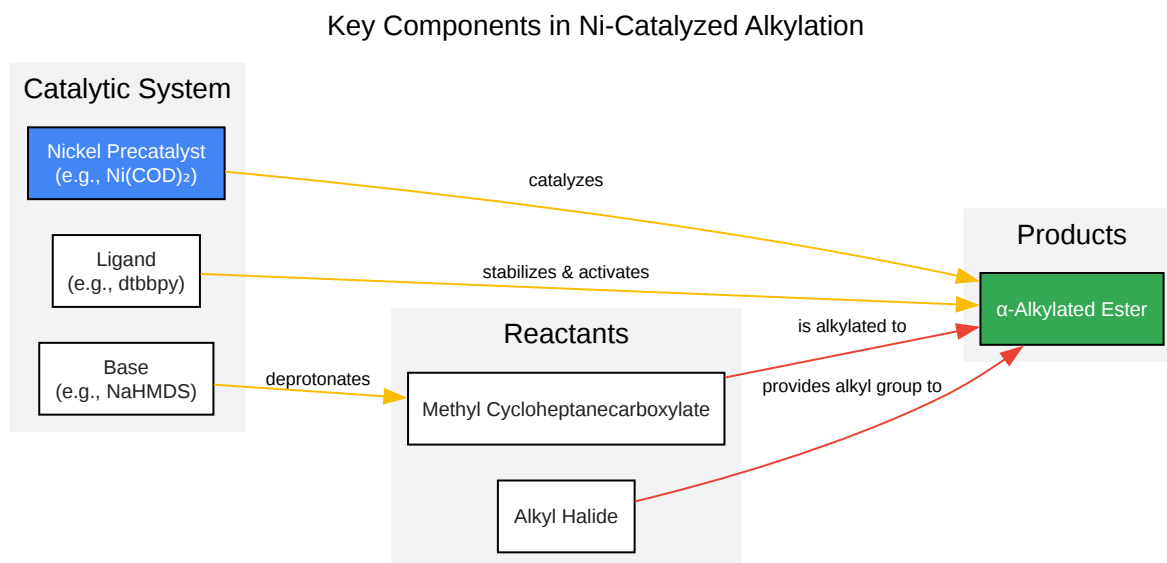 Key Components in Ni-Catalyzed Alkylation
Catalytic System
Nickel Precatalyst
(e.g., Ni(COD)₂)
Ligand
(e.g., dtbbpy)
Base
(e.g., NaHMDS)
catalyzes
stabilizes & activates
deprotonates
Reactants
Methyl Cycloheptanecarboxylate
Alkyl Halide
is alkylated to
provides alkyl group to
Products
α-Alkylated Ester